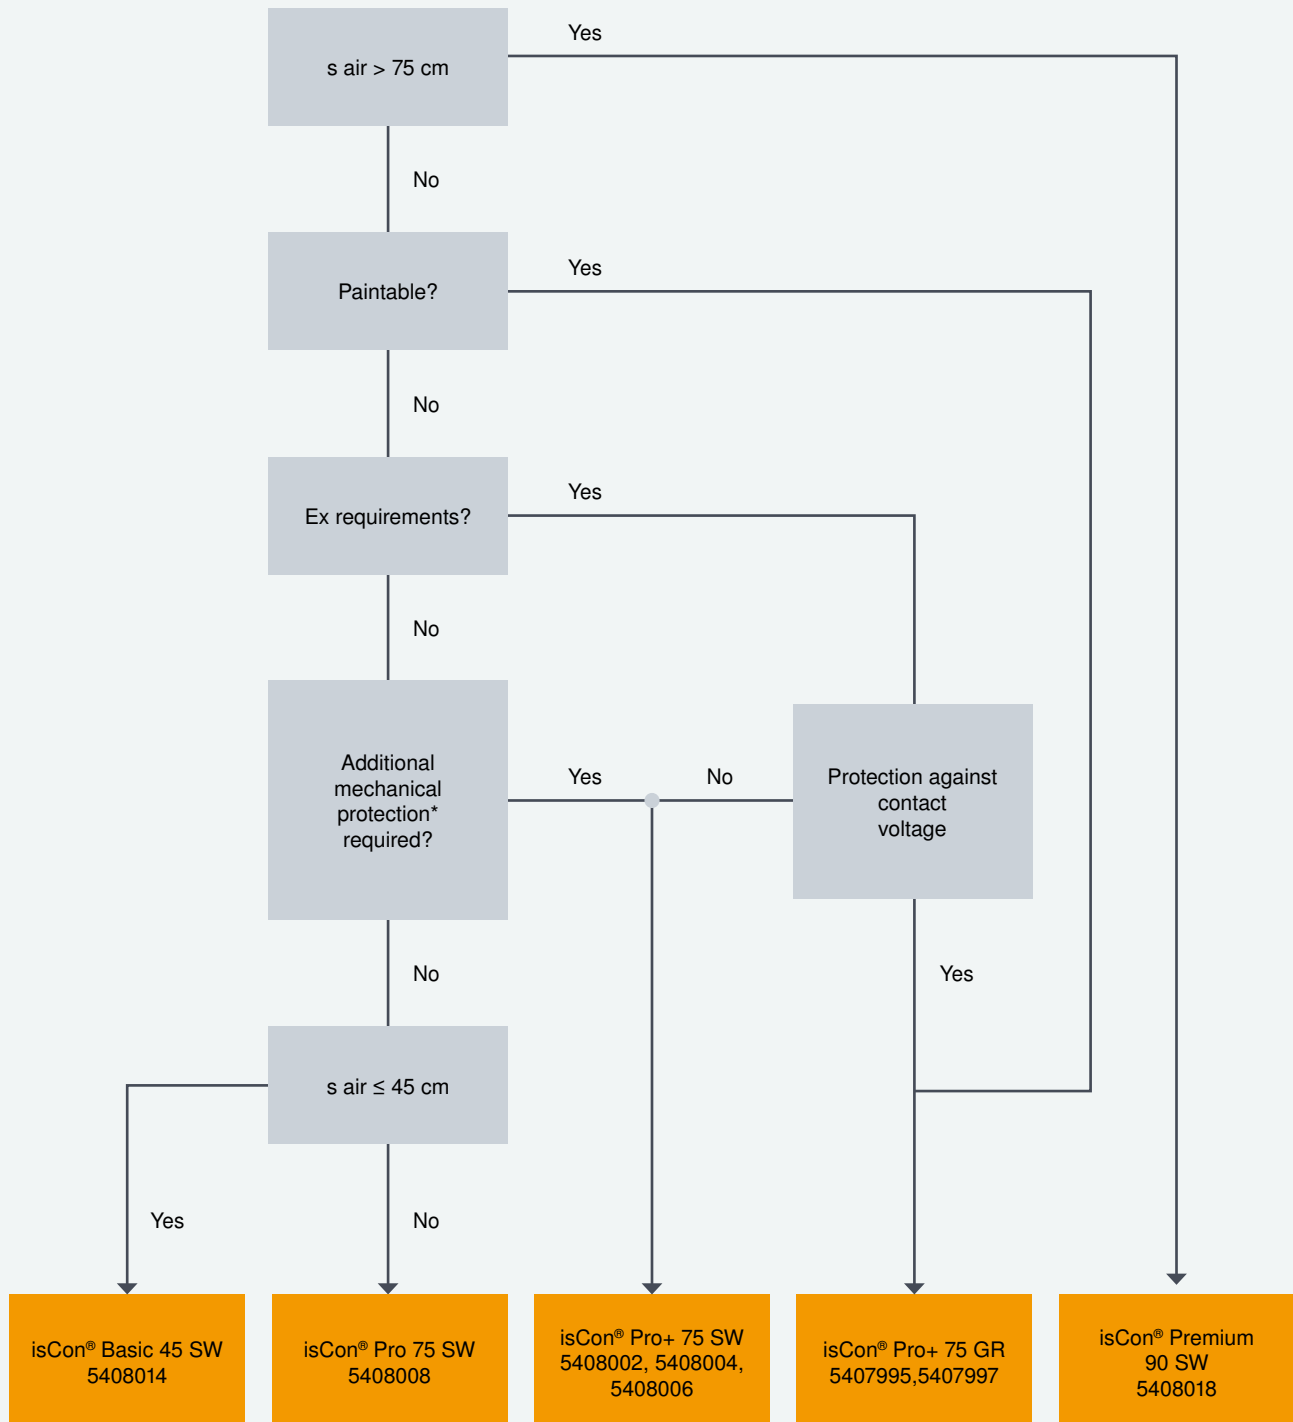 Yes
s air > 75 cm
No
Yes
Paintable?
No
Yes
Ex requirements?
No
Additional
mechanical
protection*
required?
Yes
No
Protection against
contact
voltage
No
Yes
s air ≤ 45 cm
Yes
No
isCon® Basic 45 SW
5408014
isCon® Pro 75 SW
5408008
isCon® Pro+ 75 SW
5408002, 5408004,
5408006
isCon® Pro+ 75 GR
5407995,5407997
isCon® Premium
90 SW
5408018